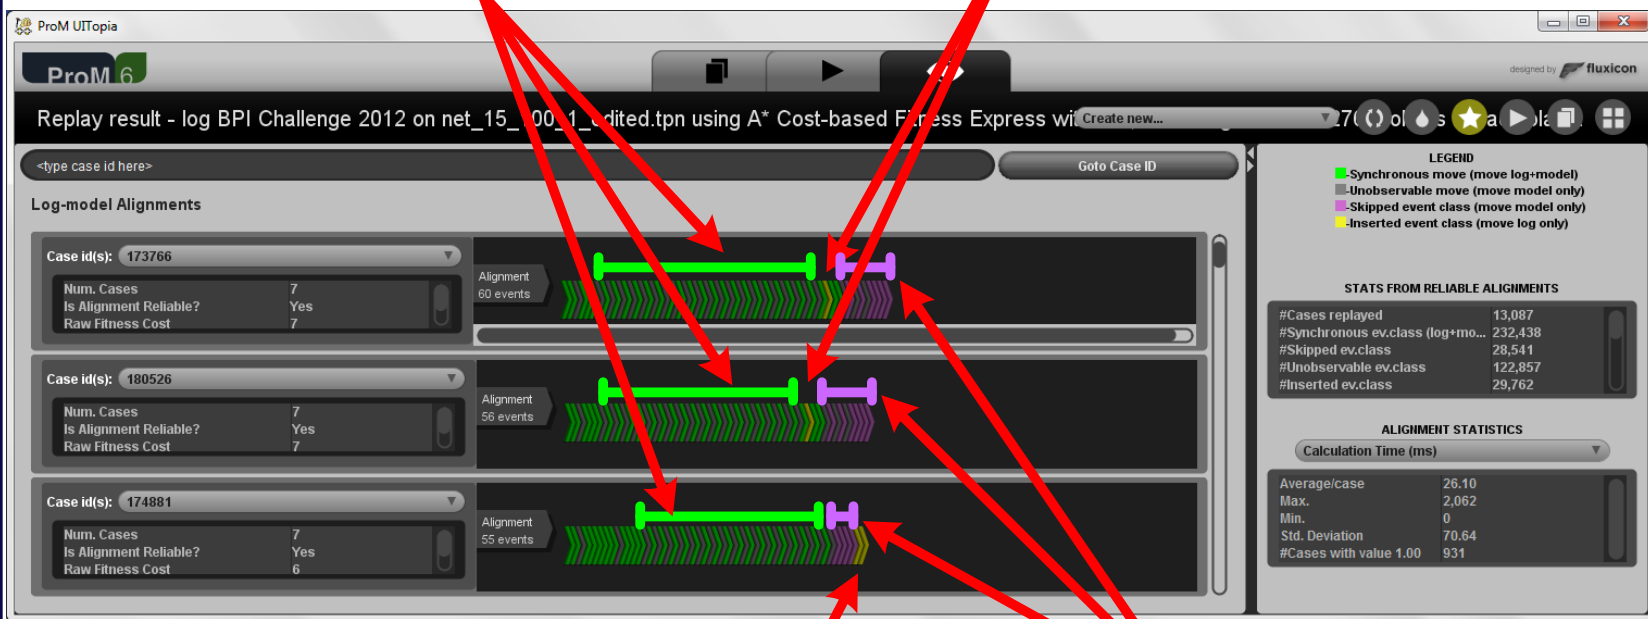 ProM UITopia
ProM 6
designed by fluxicon
Replay result - log BPI Challenge 2012 on net_15_100_1_edited.tpn using A* Cost-based Fitness Express
Create new...
<type case id here>
Goto Case ID
Log-model Alignments
Case id(s): 173766
Num. Cases 7
Is Alignment Reliable? Yes
Raw Fitness Cost 7
Alignment
60 events
Case id(s): 180526
Num. Cases 7
Is Alignment Reliable? Yes
Raw Fitness Cost 7
Alignment
56 events
Case id(s): 174881
Num. Cases 7
Is Alignment Reliable? Yes
Raw Fitness Cost 6
Alignment
55 events
LEGEND
-Synchronous move (move log+model)
-Unobservable move (move model only)
-Skipped event class (move model only)
-Inserted event class (move log only)
STATS FROM RELIABLE ALIGNMENTS
#Cases replayed 13,087
#Synchronous ev.class (log+mo... 232,438
#Skipped ev.class 28,541
#Unobservable ev.class 122,857
#Inserted ev.class 29,762
ALIGNMENT STATISTICS
Calculation Time (ms)
Average/case 26.10
Max. 2,062
Min. 0
Std. Deviation 70.64
#Cases with value 1.00 931